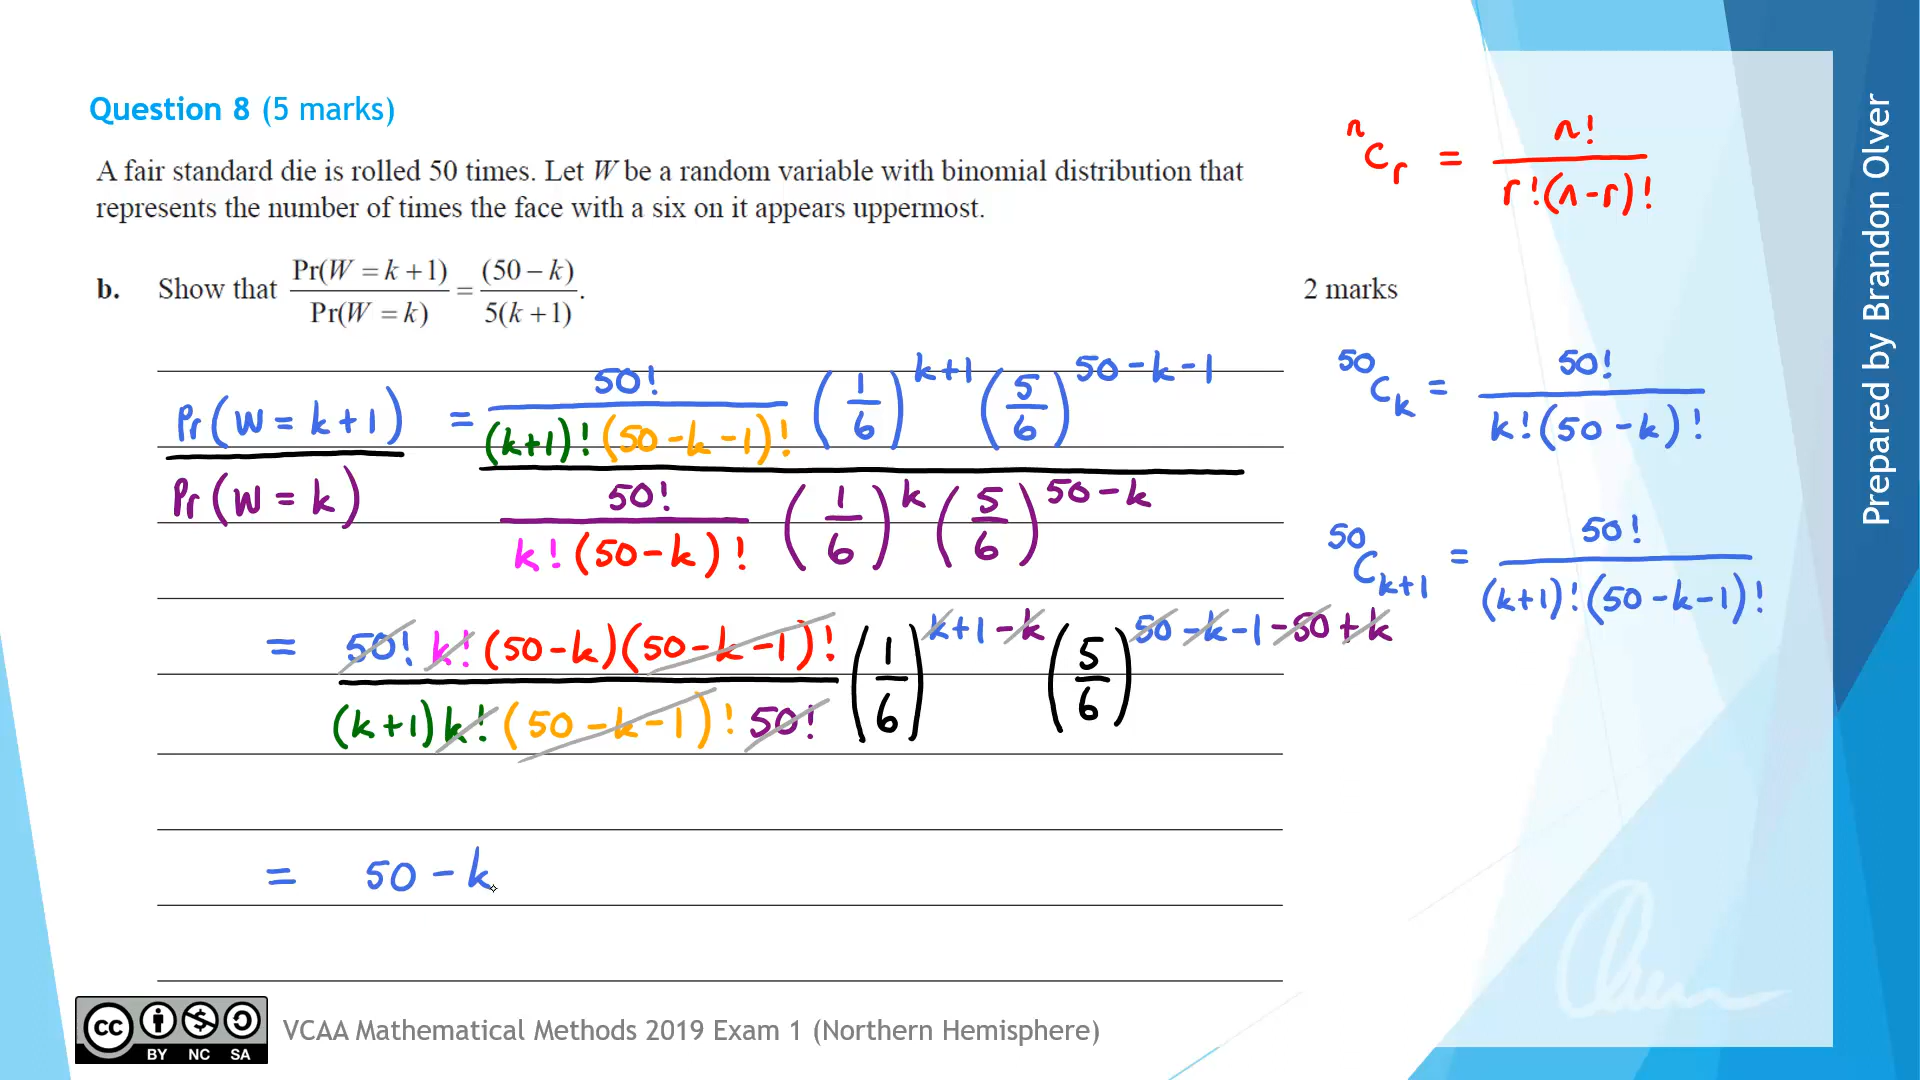 Question 8 (5 marks)
A fair standard die is rolled 50 times. Let W be a random variable with binomial distribution that
represents the number of times the face with a six on it appears uppermost.
b. Show that Pr(W = k + 1) / Pr(W = k) = (50 − k) / 5(k + 1). 2 marks
Pr(W = k+1) / Pr(W = k) = 50! / (k+1)!(50-k-1)! (1/6)^k+1 (5/6)^50-k-1 / 50! / k!(50-k)! (1/6)^k (5/6)^50-k
= 50! k! (50-k)(50-k-1)! / (k+1)k!(50-k-1)! 50! (1/6)^k+1-k (5/6)^50-k-1-50+k
= 50 - k
nCr = n! / r!(n-r)!
50Ck = 50! / k!(50-k)!
50Ck+1 = 50! / (k+1)!(50-k-1)!
Prepared by Brandon Olver
cc BY NC SA
VCAA Mathematical Methods 2019 Exam 1 (Northern Hemisphere)